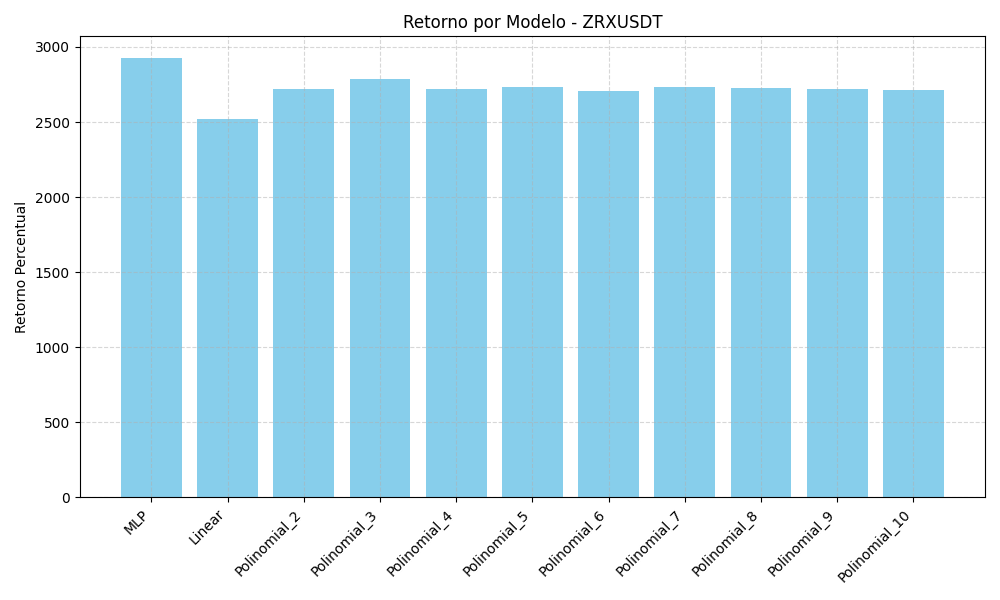 Retorno por Modelo - ZRXUSDT
Retorno Percentual
3000
2500
2000
1500
1000
500
0
MLP
Linear
Polinomial_2
Polinomial_3
Polinomial_4
Polinomial_5
Polinomial_6
Polinomial_7
Polinomial_8
Polinomial_9
Polinomial_10